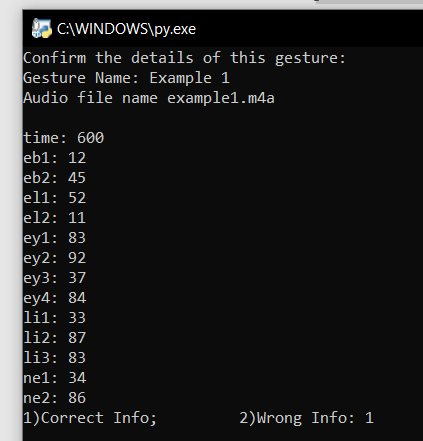 C:\WINDOWS\py.exe
Confirm the details of this gesture:
Gesture Name: Example 1
Audio file name example1.m4a
time: 600
eb1: 12
eb2: 45
el1: 52
el2: 11
ey1: 83
ey2: 92
ey3: 37
ey4: 84
li1: 33
li2: 87
li3: 83
ne1: 34
ne2: 86
1)Correct Info;         2)Wrong Info: 1